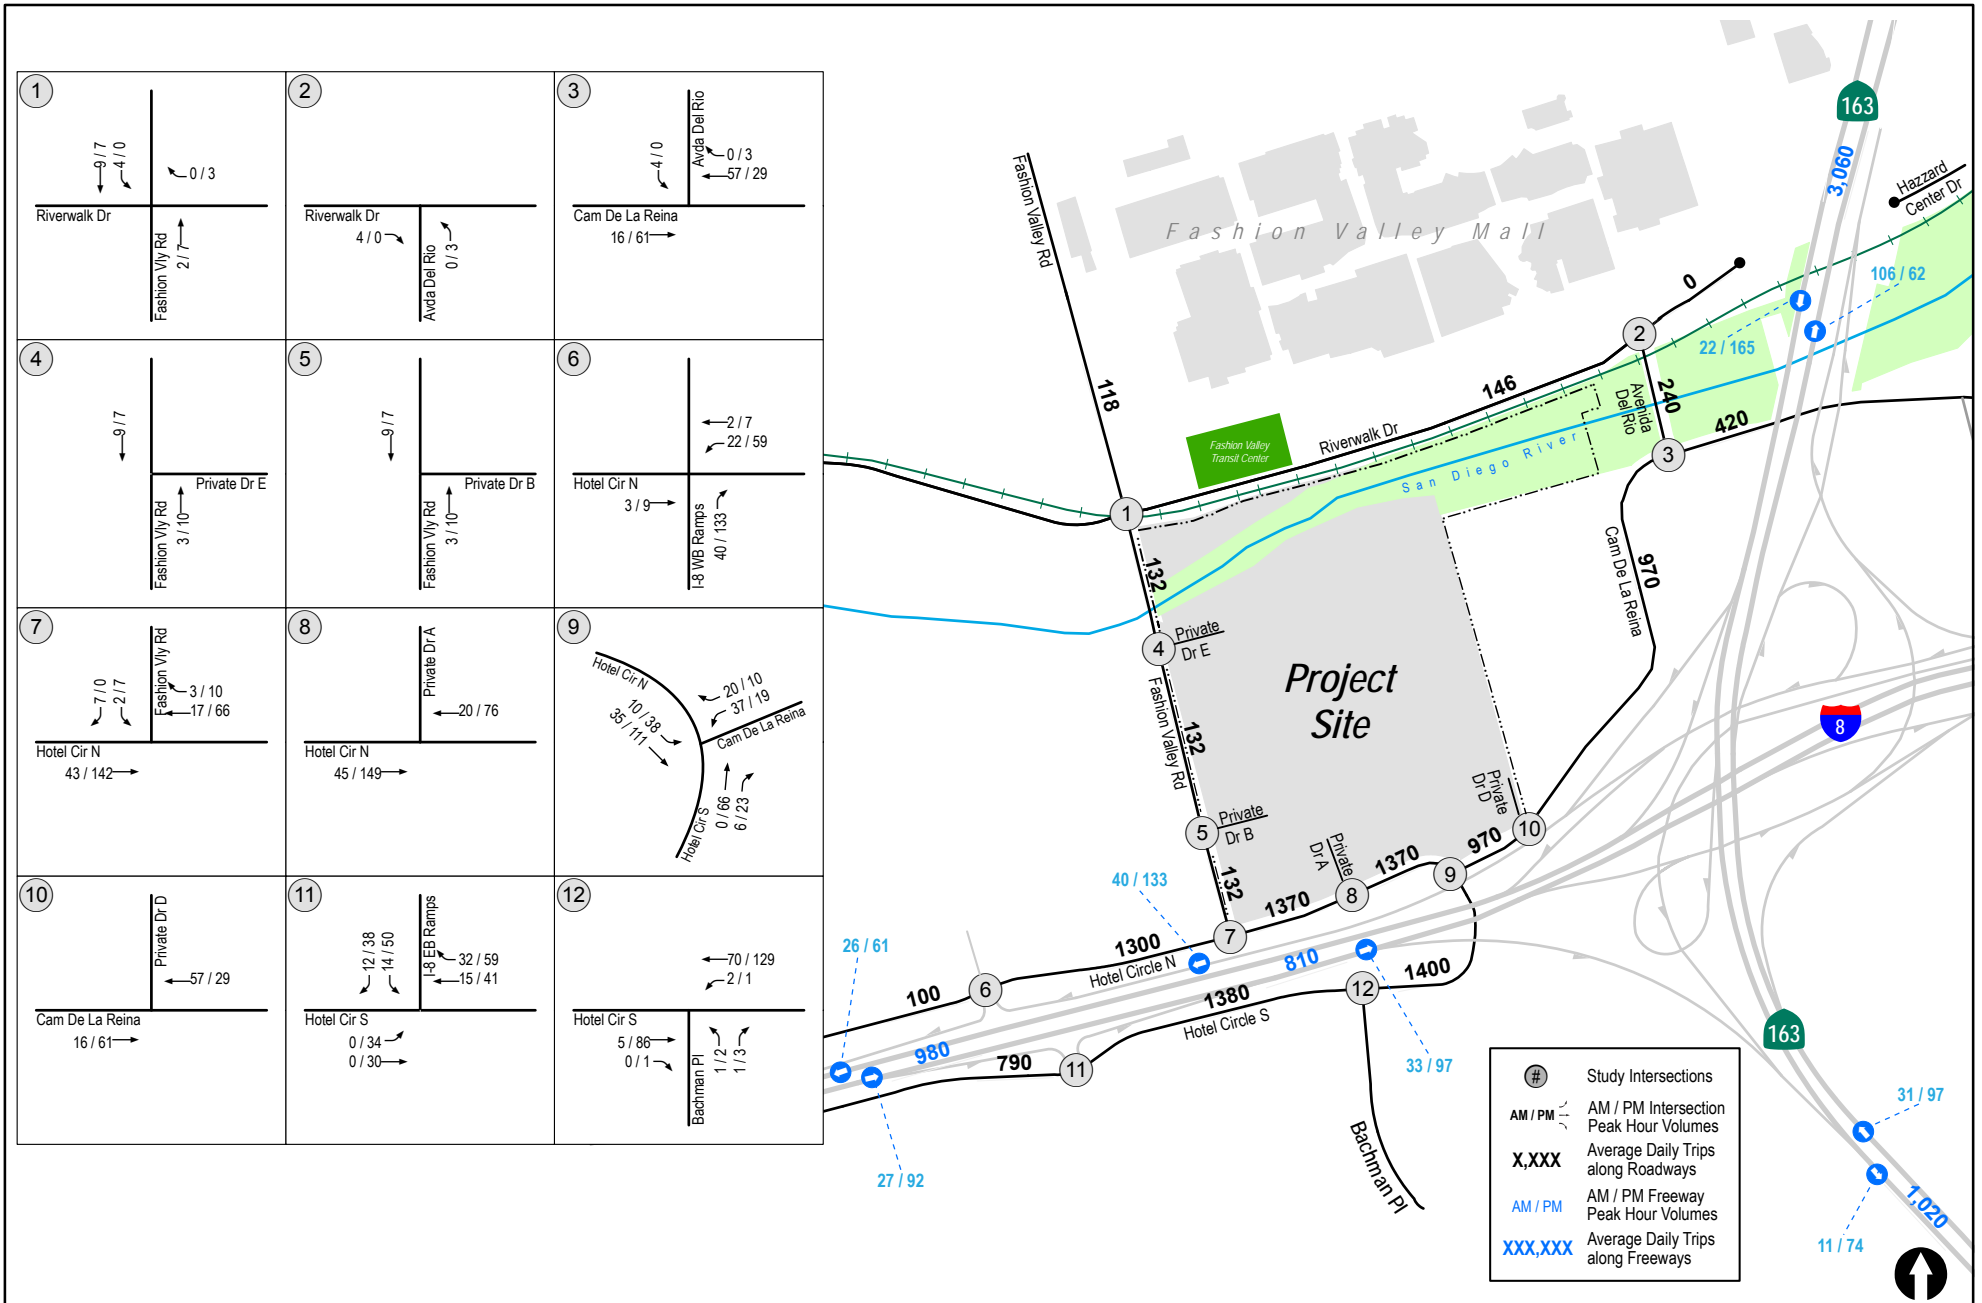 1
9 / 7
4 / 0
0 / 3
Riverwalk Dr
Fashion Vly Rd
2 / 7
2
Riverwalk Dr
4 / 0
Avda Del Rio
0 / 3
3
Avda Del Rio
4 / 0
0 / 3
57 / 29
Cam De La Reina
16 / 61
4
9 / 7
Private Dr E
Fashion Vly Rd
3 / 10
5
9 / 7
Private Dr B
Fashion Vly Rd
3 / 10
6
2 / 7
22 / 59
Hotel Cir N
3 / 9
I-8 WB Ramps
40 / 133
7
7 / 0
2 / 7
Fashion Vly Rd
3 / 10
17 / 66
Hotel Cir N
43 / 142
8
Private Dr A
20 / 76
Hotel Cir N
45 / 149
9
Hotel Cir N
20 / 10
37 / 19
10 / 38
35 / 111
Cam De La Reina
0 / 66
6 / 23
Hotel Cir S
10
Private Dr D
57 / 29
Cam De La Reina
16 / 61
11
12 / 38
14 / 50
I-8 EB Ramps
32 / 59
15 / 41
Hotel Cir S
0 / 34
0 / 30
12
70 / 129
2 / 1
Hotel Cir S
5 / 86
0 / 1
Bachman Pl
1 / 2
1 / 3
163
3,060
Hazzard
Center Dr
Fashion Valley Rd
Fashion Valley Mall
106 / 62
0
2
22 / 165
118
146
Avenida
Del Rio
240
420
Fashion Valley
Transit Center
Riverwalk Dr
San Diego River
3
1
132
Cam De La Reina
970
4
Private
Dr E
Project
Site
Fashion Valley Rd
132
8
Private
Dr D
5
Private
Dr B
10
Private
Dr A
1370
970
9
132
40 / 133
1370
8
7
26 / 61
1300
Hotel Circle N
810
1400
100
6
12
1380
Hotel Circle S
980
790
11
33 / 97
163
27 / 92
Bachman Pl
31 / 97
1,020
11 / 74
# Study Intersections
AM / PM AM / PM Intersection
Peak Hour Volumes
X,XXX Average Daily Trips
along Roadways
AM / PM AM / PM Freeway
Peak Hour Volumes
XXX,XXX Average Daily Trips
along Freeways